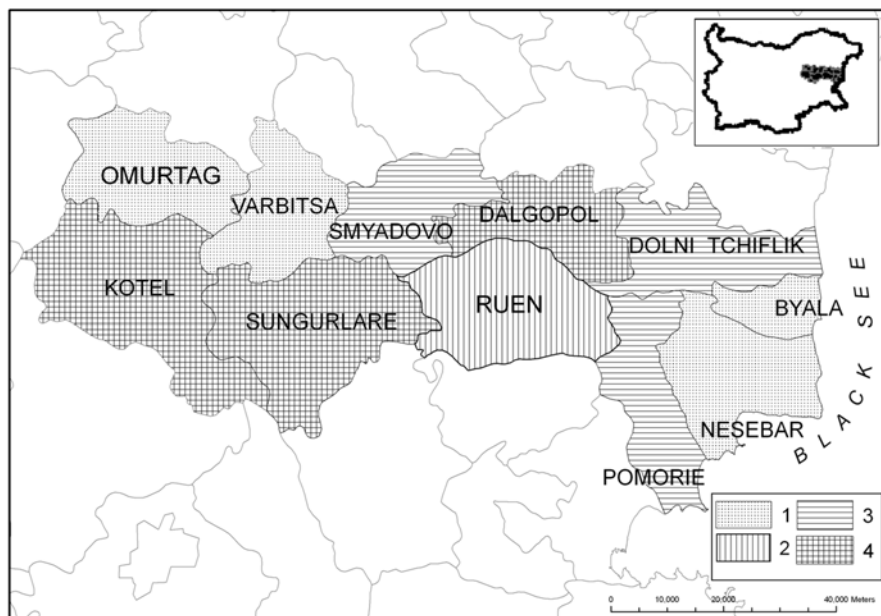 OMURTAG
VARBITSA
SMYADOVO
DALGOPOL
DOLNI TCHIFLIK
KOTEL
SUNGURLARE
RUEN
BYALA
NESEBAR
POMORIE
BLACK SEE
1
3
2
4
0 10,000 20,000 40,000 Meters